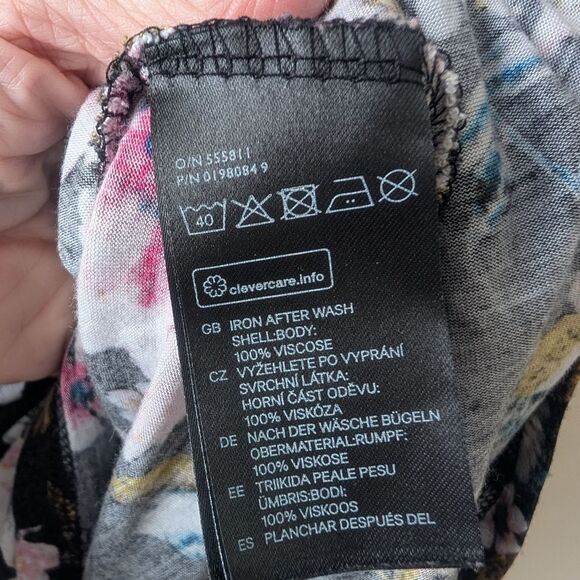 O/N 555811
P/N 0198084 9
40
clevercare.info
GB IRON AFTER WASH
SHELL:BODY:
100% VISCOSE
CZ VYŽEHLETE PO VYPRÁNÍ
SVRCHNÍ LÁTKA:
HORNÍ ČÁST ODĚVU:
100% VISKÓZA
DE NACH DER WÄSCHE BÜGELN
OBERMATERIAL:RUMPF:
100% VISKOSE
EE TRIIKIDA PEALE PESU
ÜMBRIS:BODI:
100% VISKOOS
ES PLANCHAR DESPUÉS DEL